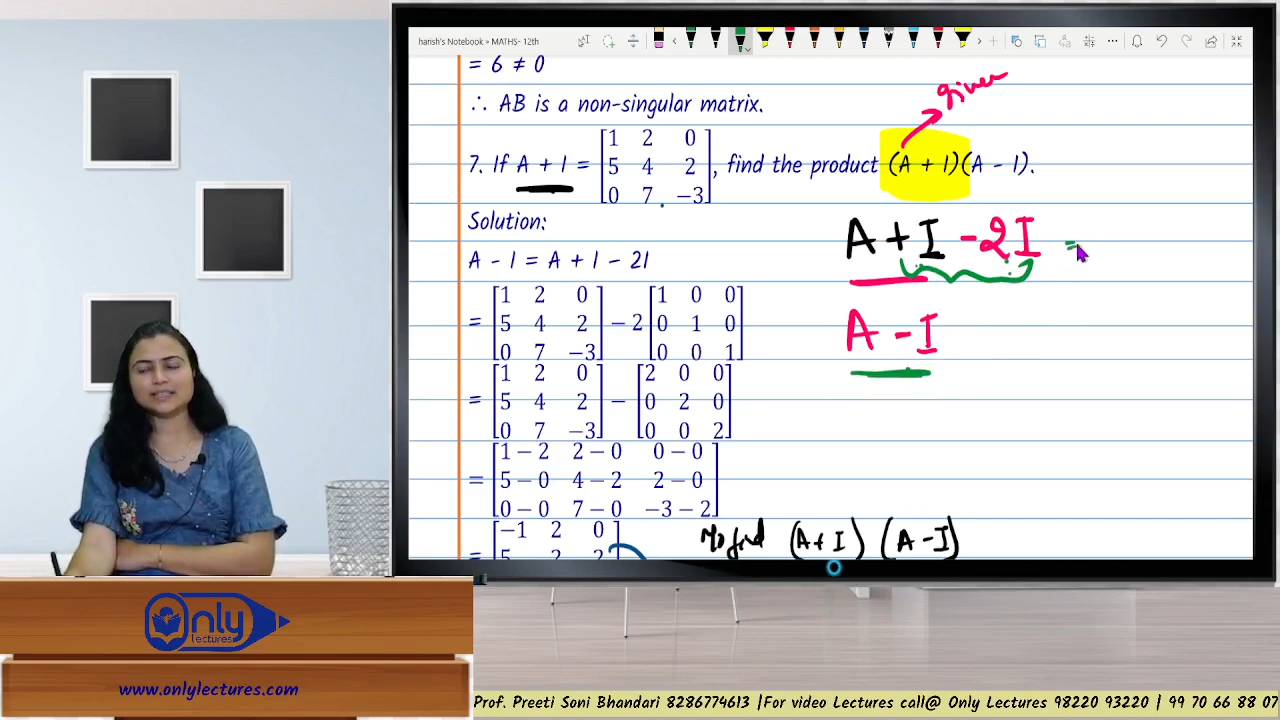 harish's Notebook » MATHS- 12th
= 6 ≠ 0
∴ AB is a non-singular matrix.
given
7. If A + I = [1 2 0; 5 4 2; 0 7 -3], find the product (A + I)(A - I).
Solution:
A + I - 2I =
A - I = A + I - 2I
A - I
= [1 2 0; 5 4 2; 0 7 -3] - 2 [1 0 0; 0 1 0; 0 0 1]
= [1 2 0; 5 4 2; 0 7 -3] - [2 0 0; 0 2 0; 0 0 2]
= [1 - 2 2 - 0 0 - 0; 5 - 0 4 - 2 2 - 0; 0 - 0 7 - 0 -3 - 2]
= [-1 2 0; 5 2 2
find (A + I) (A - I)
Only
lectures
www.onlylectures.com
Prof. Preeti Soni Bhandari 8286774613 |For video Lectures call@ Only Lectures 98220 93220 | 99 70 66 88 07